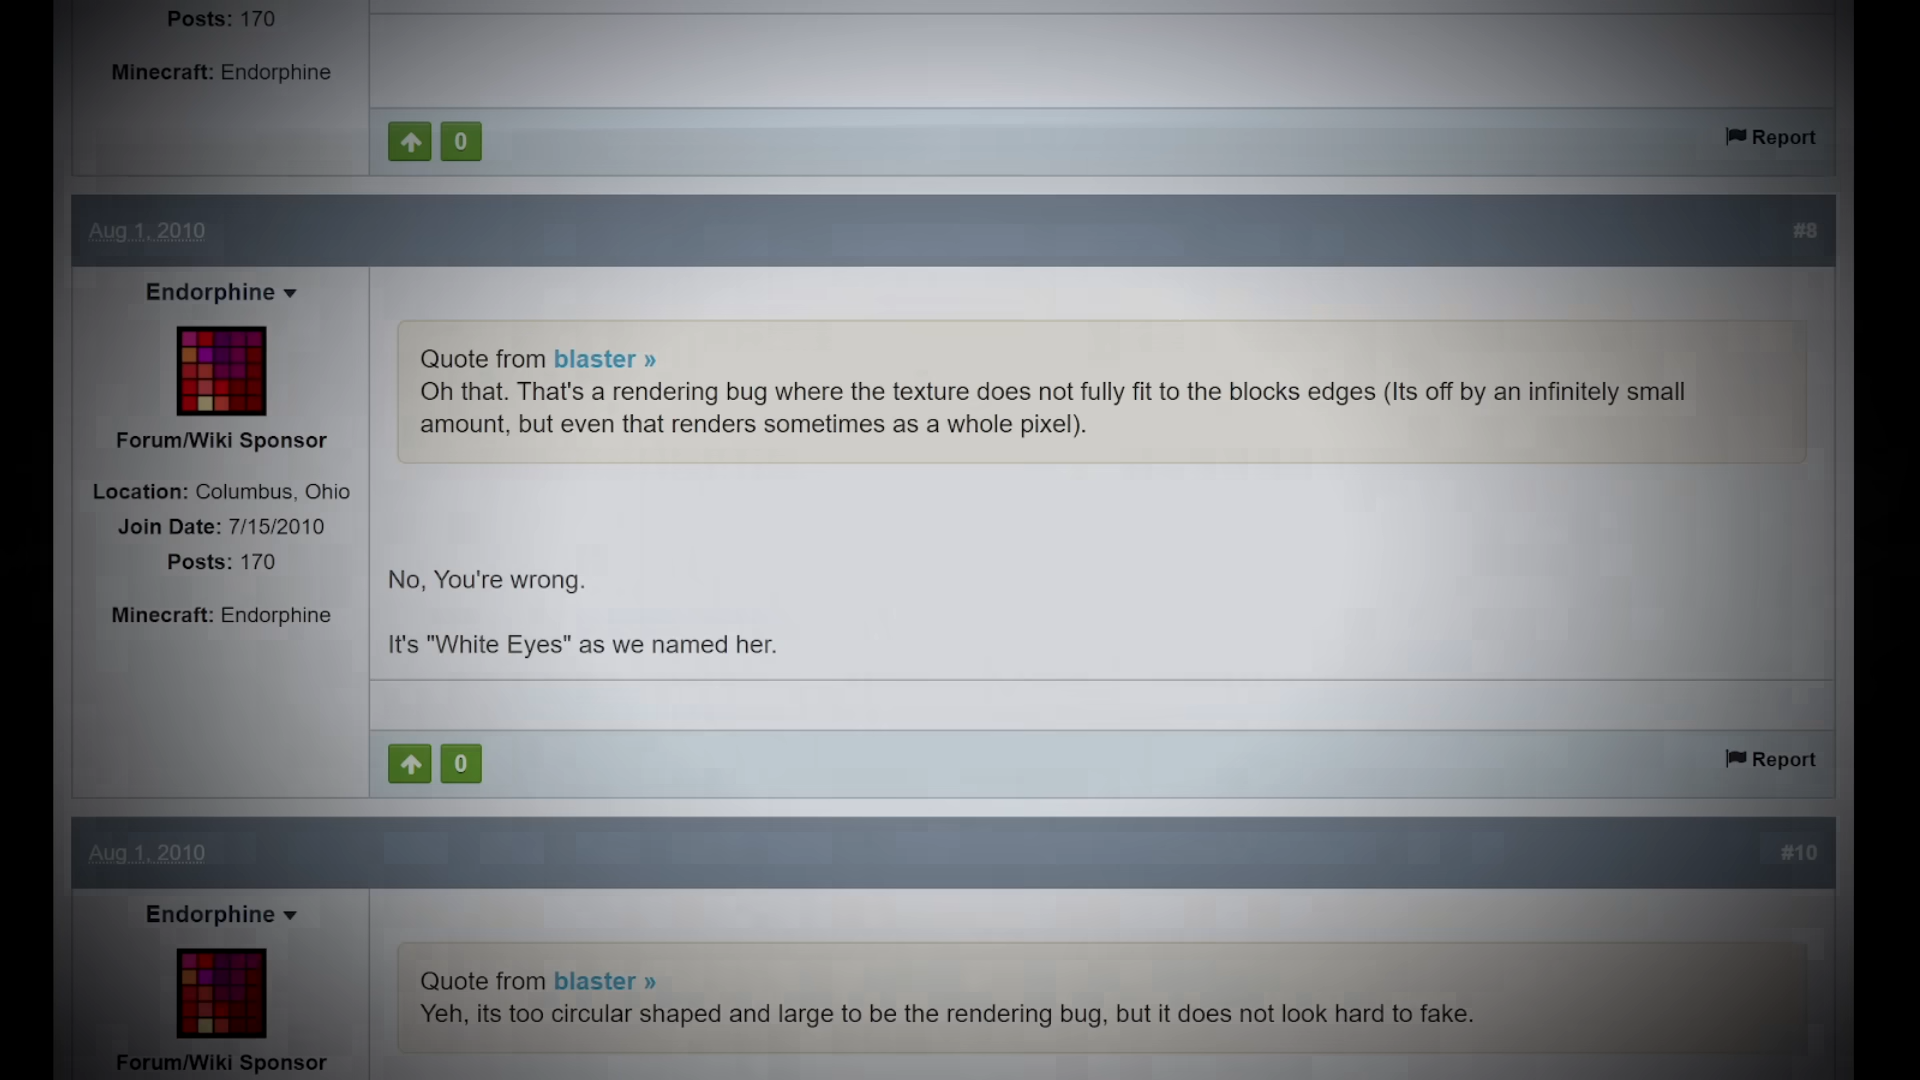 Posts: 170
Minecraft: Endorphine
0
Report
Aug 1, 2010
#8
Endorphine
Quote from blaster »
Oh that. That's a rendering bug where the texture does not fully fit to the blocks edges (Its off by an infinitely small
amount, but even that renders sometimes as a whole pixel).
Forum/Wiki Sponsor
Location: Columbus, Ohio
Join Date: 7/15/2010
Posts: 170
Minecraft: Endorphine
No, You're wrong.
It's "White Eyes" as we named her.
0
Report
Aug 1, 2010
#10
Endorphine
Quote from blaster »
Yeh, its too circular shaped and large to be the rendering bug, but it does not look hard to fake.
Forum/Wiki Sponsor